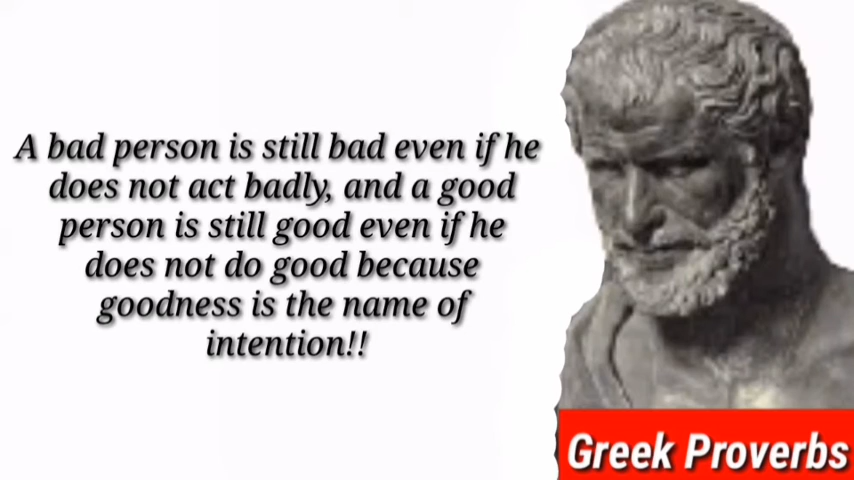 A bad person is still bad even if he
does not act badly, and a good
person is still good even if he
does not do good because
goodness is the name of
intention!!
Greek Proverbs